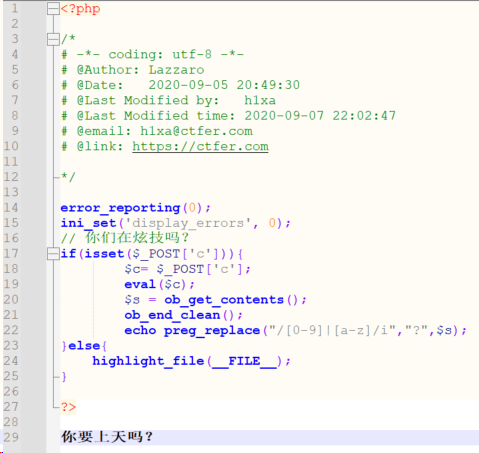 1 <?php
2
3 /*
4 # -*- coding: utf-8 -*-
5 # @Author: Lazzaro
6 # @Date:   2020-09-05 20:49:30
7 # @Last Modified by:   h1xa
8 # @Last Modified time: 2020-09-07 22:02:47
9 # @email: h1xa@ctfer.com
10 # @link: https://ctfer.com
11
12 */
13
14 error_reporting(0);
15 ini_set('display_errors', 0);
16 // 你们在炫技吗？
17 if(isset($_POST['c'])){
18         $c= $_POST['c'];
19         eval($c);
20         $s = ob_get_contents();
21         ob_end_clean();
22         echo preg_replace("/[0-9]|[a-z]/i","?",$s);
23 }else{
24     highlight_file(__FILE__);
25 }
26
27 ?>
28
29 你要上天吗？